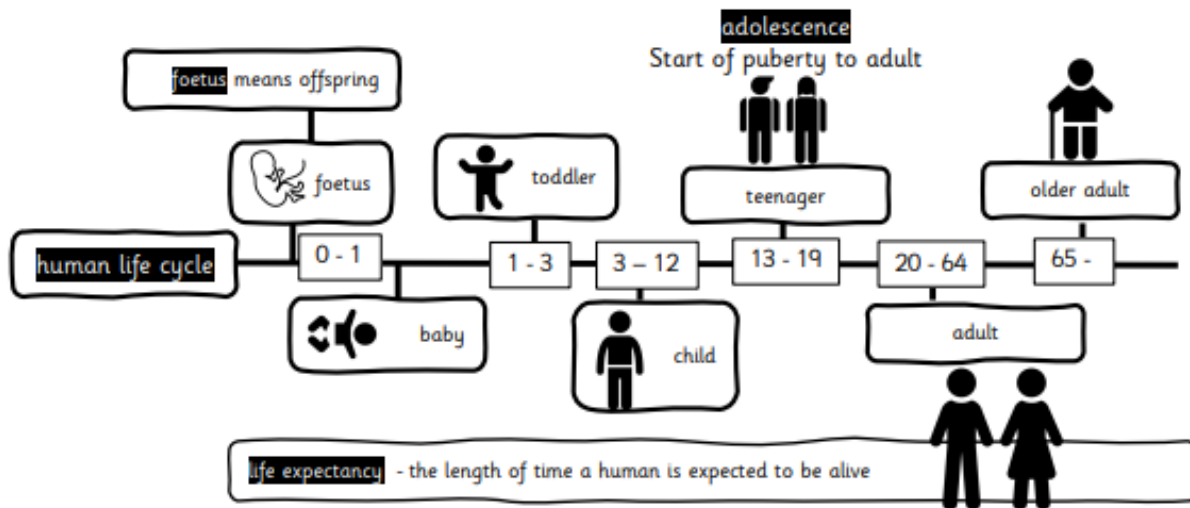 adolescence
Start of puberty to adult
foetus means offspring
foetus
toddler
teenager
older adult
human life cycle
0 - 1
1 - 3
3 – 12
13 - 19
20 - 64
65 -
baby
child
adult
life expectancy - the length of time a human is expected to be alive